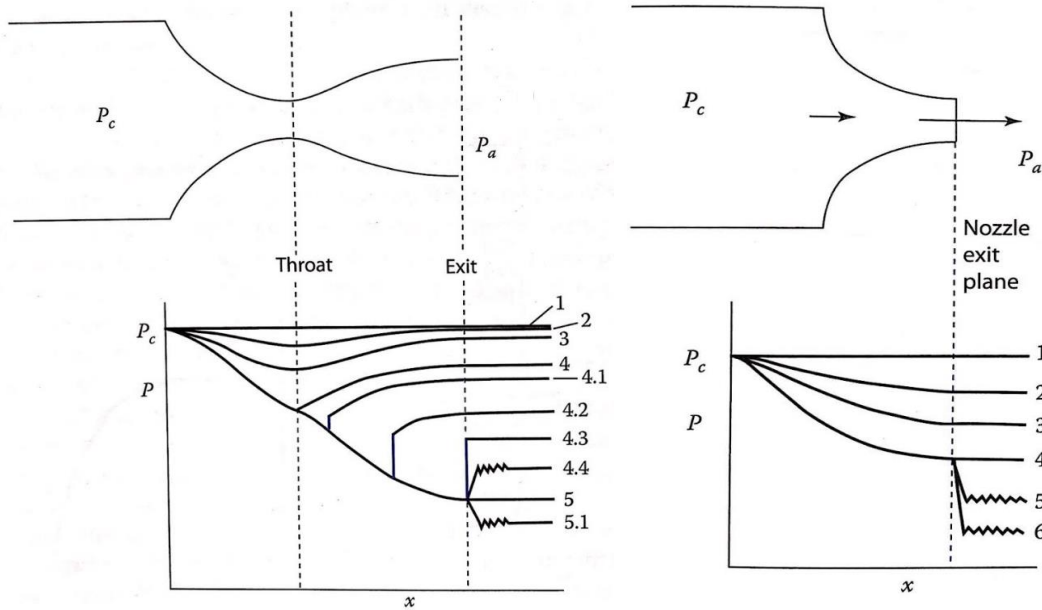 P_c
P_a
Throat
Exit
P_c
P
1
2
3
4
4.1
4.2
4.3
4.4
5
5.1
x
P_c
P_a
Nozzle
exit
plane
P_c
P
1
2
3
4
5
6
x